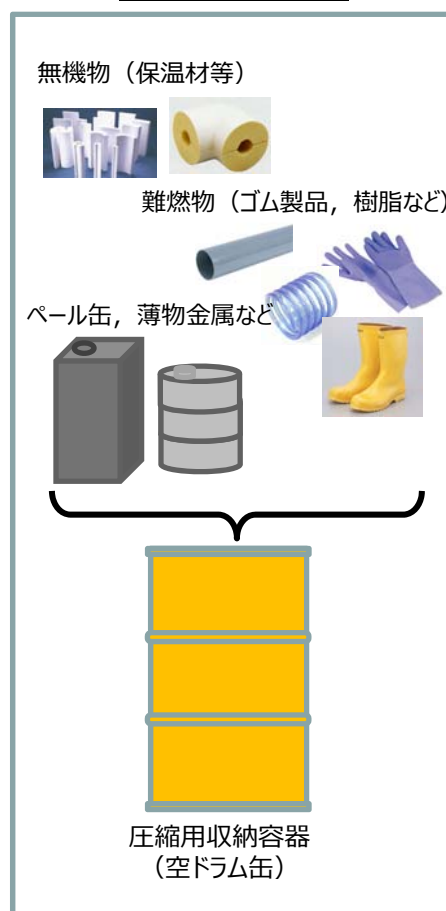 無機物（保温材等）
難燃物（ゴム製品，樹脂など）
ペール缶，薄物金属など
圧縮用収納容器
（空ドラム缶）